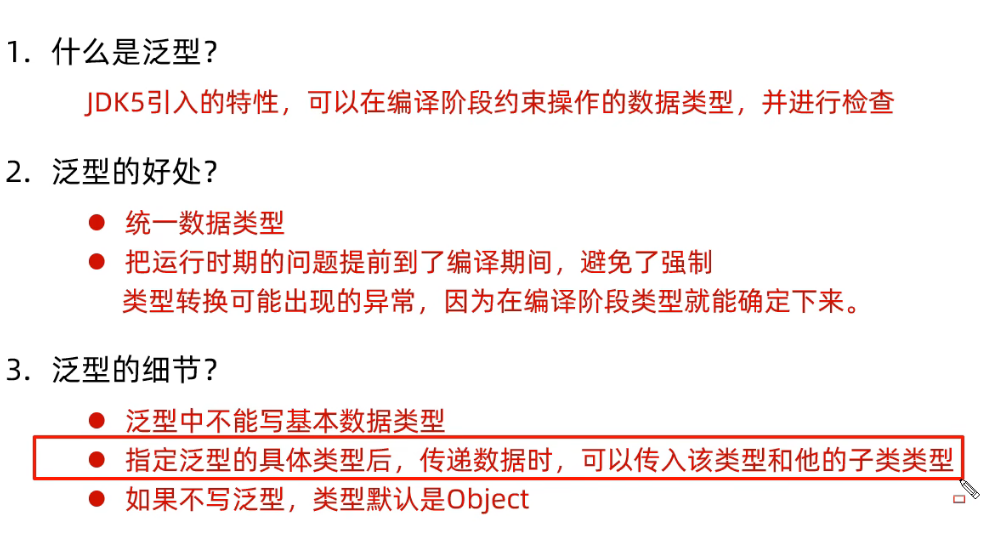 1. 什么是泛型？
JDK5引入的特性，可以在编译阶段约束操作的数据类型，并进行检查
2. 泛型的好处？
● 统一数据类型
● 把运行时期的问题提前到了编译期间，避免了强制
类型转换可能出现的异常，因为在编译阶段类型就能确定下来。
3. 泛型的细节？
● 泛型中不能写基本数据类型
● 指定泛型的具体类型后，传递数据时，可以传入该类型和他的子类类型
● 如果不写泛型，类型默认是Object